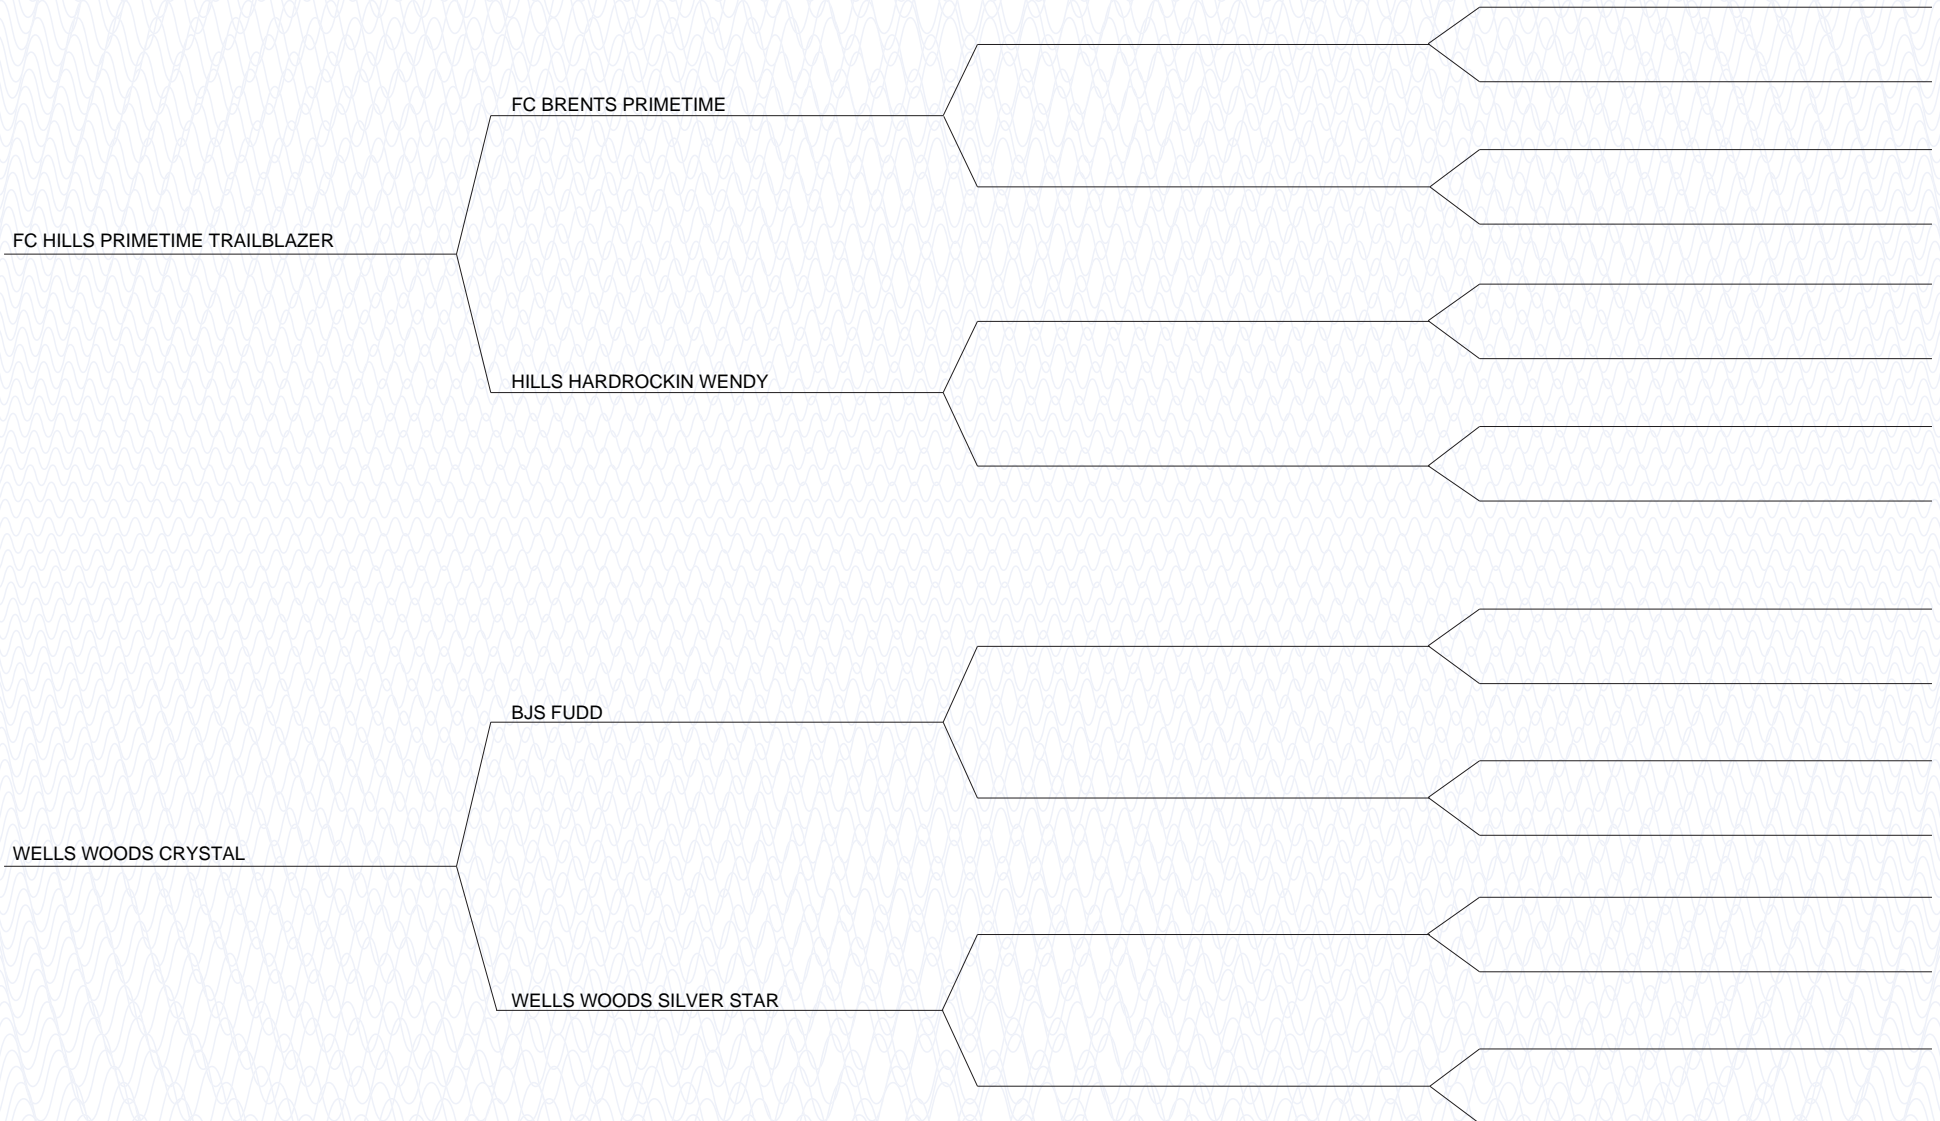 FC BRENTS PRIMETIME
FC HILLS PRIMETIME TRAILBLAZER
HILLS HARDROCKIN WENDY
BJS FUDD
WELLS WOODS CRYSTAL
WELLS WOODS SILVER STAR